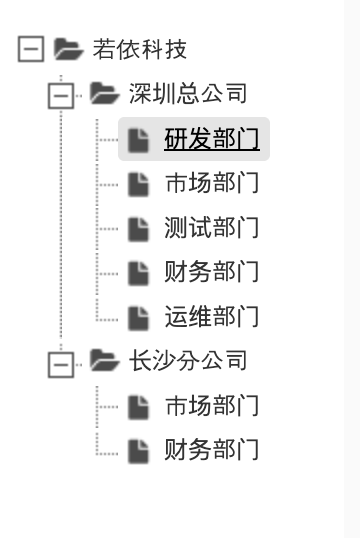 若依科技
深圳总公司
研发部门
市场部门
测试部门
财务部门
运维部门
长沙分公司
市场部门
财务部门